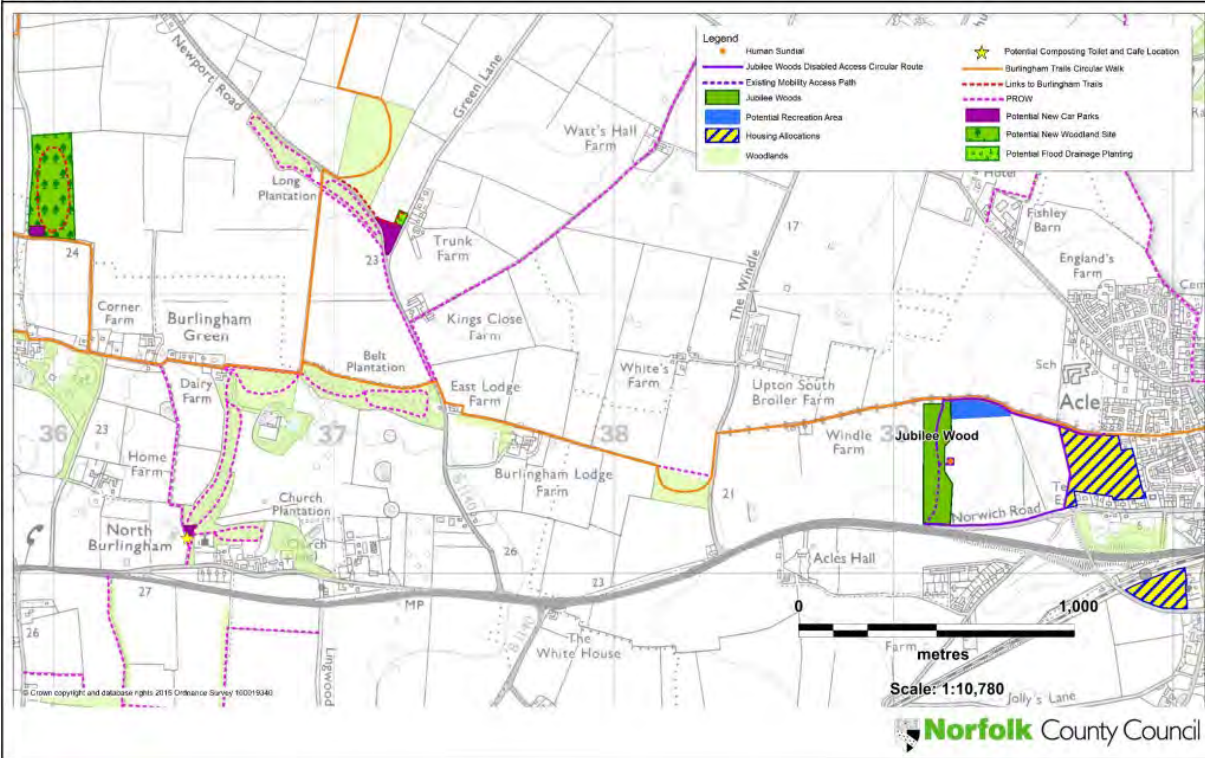 Legend
Human Sundial
Jubilee Woods Disabled Access Circular Route
Existing Mobility Access Path
Jubilee Woods
Potential Recreation Area
Housing Allocations
Woodlands
Potential Composting Toilet and Cafe Location
Burlingham Trails Circular Walk
Links to Burlingham Trails
PROW
Potential New Car Parks
Potential New Woodland Site
Potential Flood Drainage Planting
Newport Road
Green Lane
Watt's Hall
Farm
Hotel
Long
Plantation
Fishley
Barn
17
Trunk
Farm
23
24
England's
Farm
The Windle
Corner
Farm
Burlingham
Green
Kings Close
Farm
Belt
Plantation
Dairy
Farm
East Lodge
Farm
White's
Farm
Upton South
Broiler Farm
Sch
Acle
36
23
37
38
39
Jubilee Wood
Windle
Farm
Home
Farm
Burlingham Lodge
Farm
21
Church
Plantation
Norwich Road
North
Burlingham
Church
26
Acles Hall
27
23
MP
26
The
White House
Lingwood
0
1,000
metres
Farm
Scale: 1:10,780
Jolly's Lane
© Crown copyright and database rights 2015 Ordnance Survey 100019340
Norfolk County Council